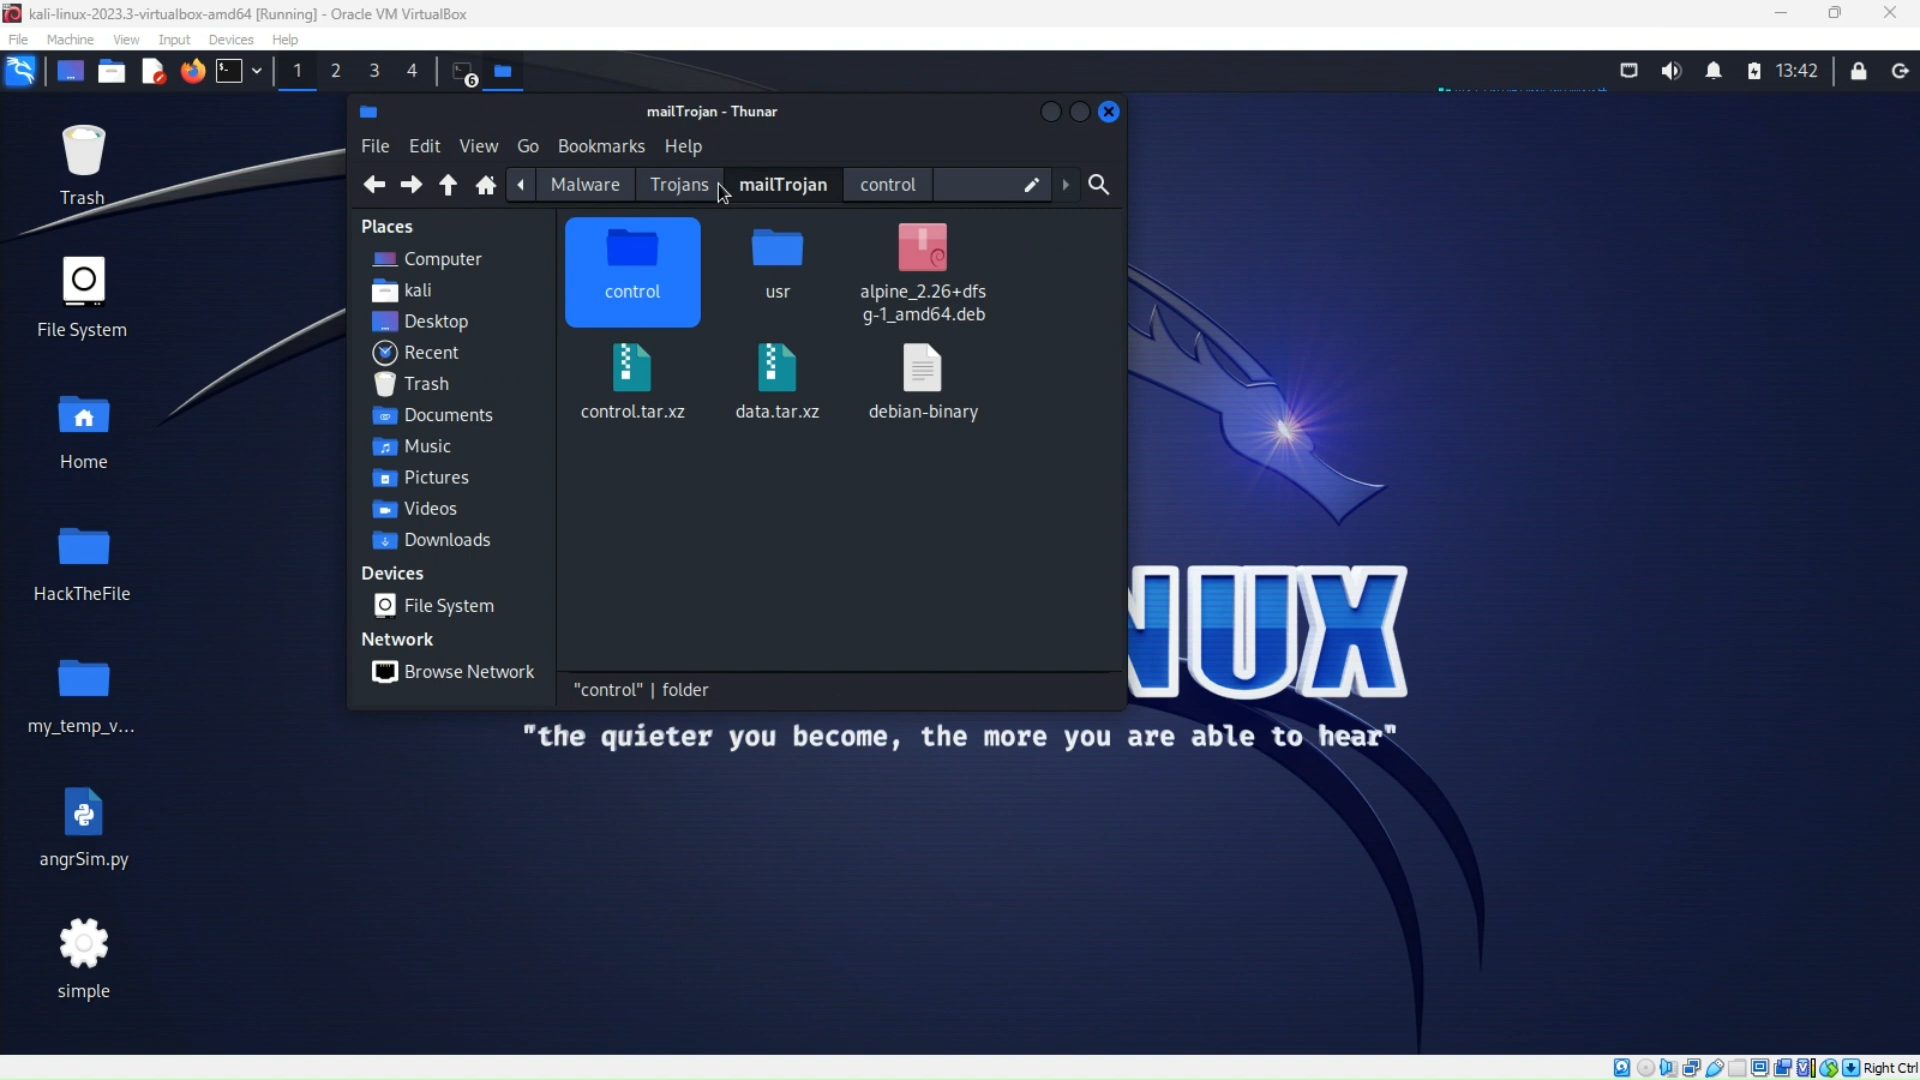 kali-linux-2023.3-virtualbox-amd64 [Running] - Oracle VM VirtualBox
File Machine View Input Devices Help
1 2 3 4 6 13:42
mailTrojan - Thunar
File Edit View Go Bookmarks Help
Malware Trojans mailTrojan control
Places
Computer
kali
Desktop
Recent
Trash
Documents
Music
Pictures
Videos
Downloads
Devices
File System
Network
Browse Network
control
usr
alpine_2.26+dfs
g-1_amd64.deb
control.tar.xz
data.tar.xz
debian-binary
"control" | folder
Trash
File System
Home
HackTheFile
my_temp_v...
angrSim.py
simple
NUX
"the quieter you become, the more you are able to hear"
Right Ctrl